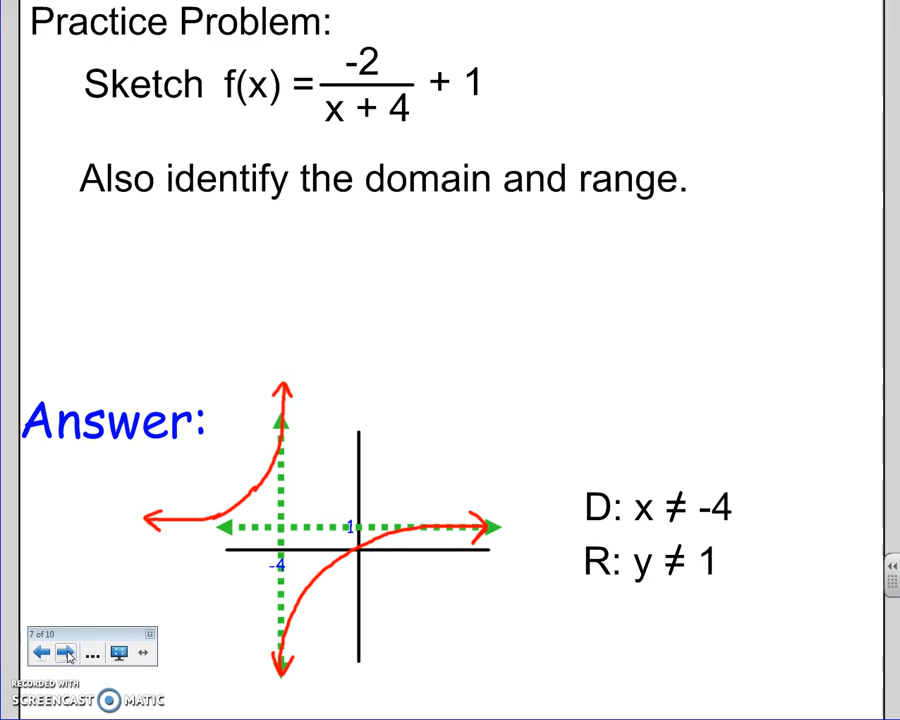 Practice Problem:
Sketch f(x) = -2/(x + 4) + 1
Also identify the domain and range.
Answer:
1
-4
D: x ≠ -4
R: y ≠ 1
7 of 10
...
RECORDED WITH
SCREENCAST MATIC